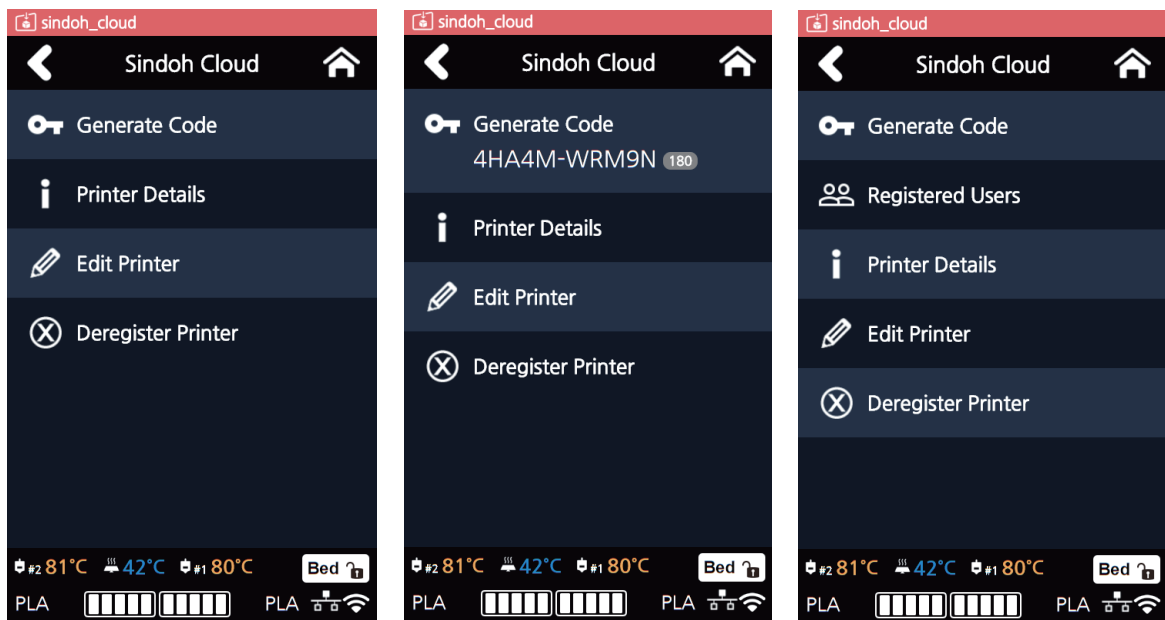 sindoh_cloud
Sindoh Cloud
Generate Code
Printer Details
Edit Printer
Deregister Printer
#2 81°C 42°C #1 80°C Bed
PLA PLA
sindoh_cloud
Sindoh Cloud
Generate Code
4HA4M-WRM9N 180
Printer Details
Edit Printer
Deregister Printer
#2 81°C 42°C #1 80°C Bed
PLA PLA
sindoh_cloud
Sindoh Cloud
Generate Code
Registered Users
Printer Details
Edit Printer
Deregister Printer
#2 81°C 42°C #1 80°C Bed
PLA PLA